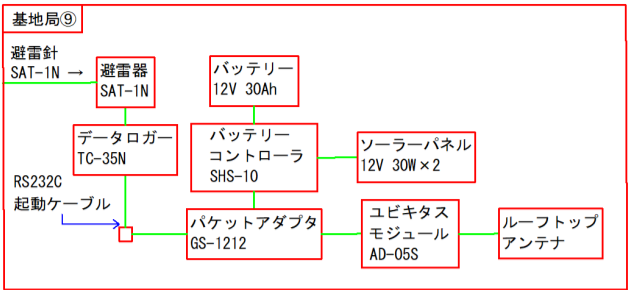 基地局⑨
避雷針
SAT-1N →
避雷器
SAT-1N
バッテリー
12V 30Ah
データロガー
TC-35N
バッテリー
コントローラ
SHS-10
ソーラーパネル
12V 30W×2
RS232C
起動ケーブル
パケットアダプタ
GS-1212
ユビキタス
モジュール
AD-05S
ルーフトップ
アンテナ